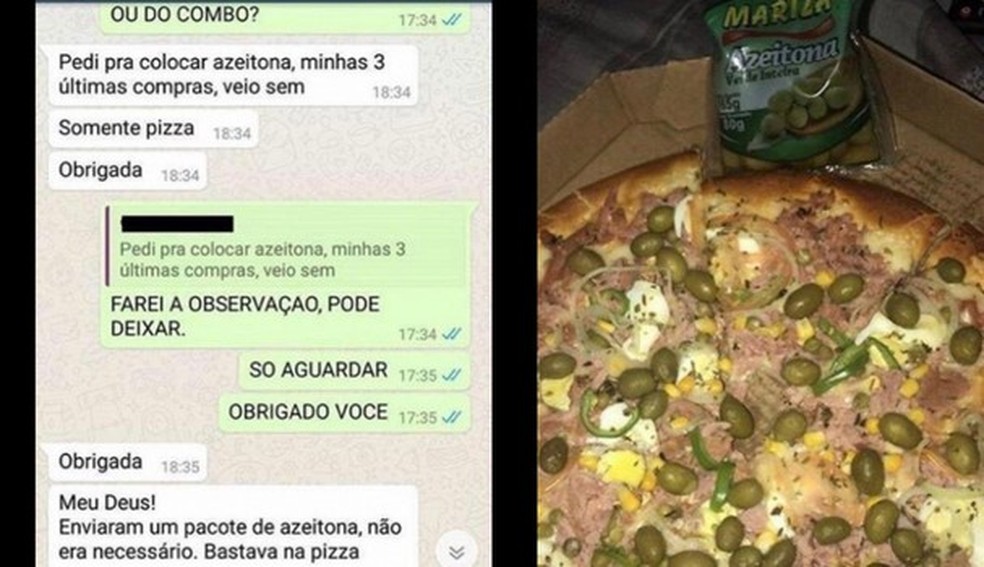 OU DO COMBO?
17:34
Pedi pra colocar azeitona, minhas 3
últimas compras, veio sem
18:34
Somente pizza 18:34
Obrigada 18:34
Pedi pra colocar azeitona, minhas 3
últimas compras, veio sem
FAREI A OBSERVAÇAO, PODE
DEIXAR.
17:34
SO AGUARDAR 17:35
OBRIGADO VOCE 17:35
Obrigada 18:35
Meu Deus!
Enviaram um pacote de azeitona, não
era necessário. Bastava na pizza
MARIZA
Azeitona
Verde Inteira
80g